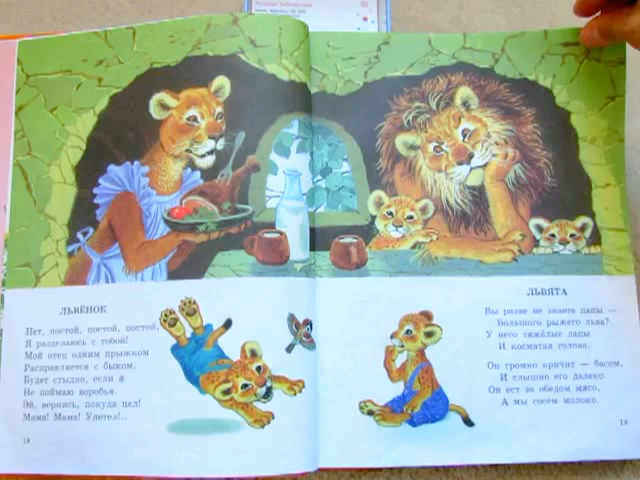 ЛЬВЁНОК
Нет, постой, постой, постой,
Я разделаюсь с тобой!
Мой отец одним прыжком
Расправляется с быком.
Будет стыдно, если я
Не поймаю воробья.
Эй, вернись, покуда цел!
Мама! Мама! Улетел!..
18
ЛЬВЯТА
Вы разве не знаете папы —
Большого рыжего льва?
У него тяжёлые лапы
И косматая голова.
Он громко кричит — басом,
И слышно его далеко.
Он ест за обедом мясо,
А мы сосём молоко.
19